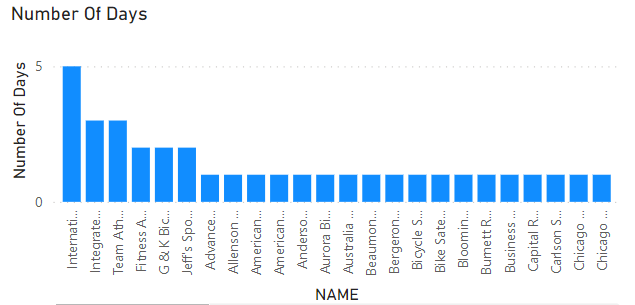 Number Of Days
5
0
Number Of Days
Internati...
Integrate...
Team Ath...
Fitness A...
G & K Bic...
Jeff's Spo...
Advance...
Allenson ...
American...
American...
Anderso...
Aurora Bi...
Australia ...
Beaumon...
Bergeron...
Bicycle S...
Bike Sate...
Bloomin...
Burnett R...
Business ...
Capital R...
Carlson S...
Chicago ...
Chicago ...
NAME